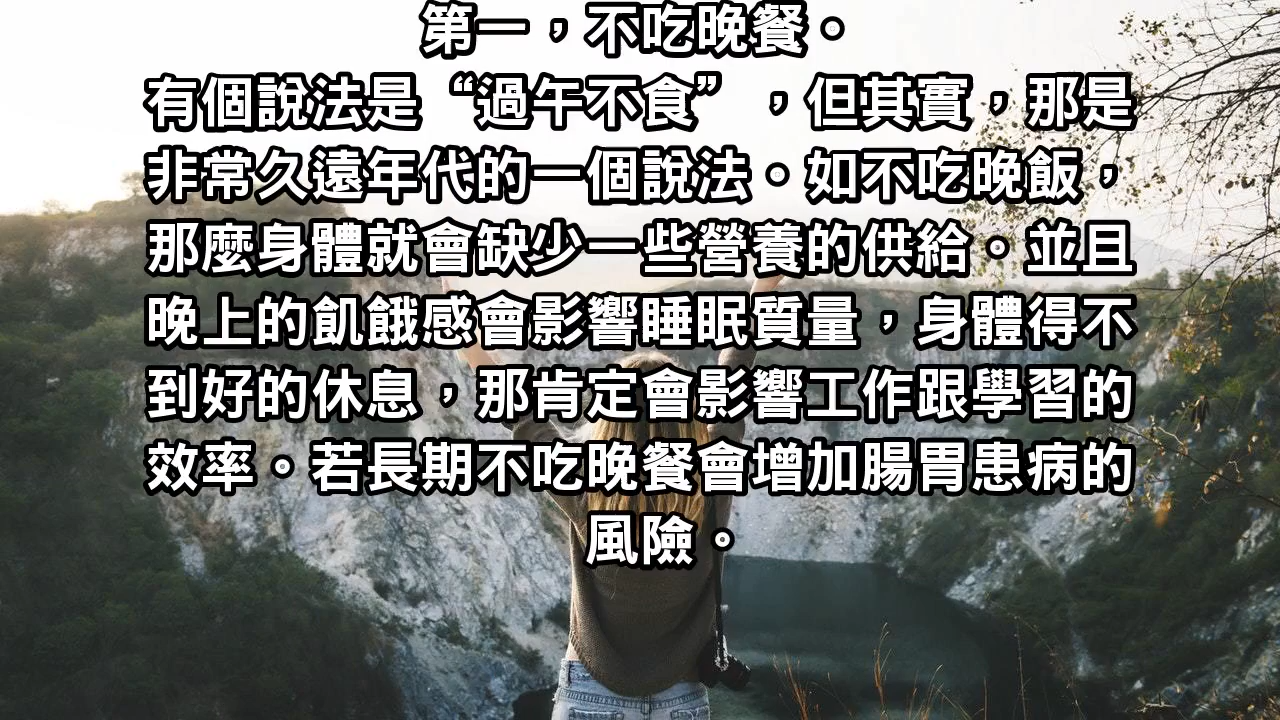 第一，不吃晚餐。
有個說法是“過午不食”，但其實，那是
非常久遠年代的一個說法。如不吃晚飯，
那麼身體就會缺少一些營養的供給。並且
晚上的飢餓感會影響睡眠質量，身體得不
到好的休息，那肯定會影響工作跟學習的
效率。若長期不吃晚餐會增加腸胃患病的
風險。